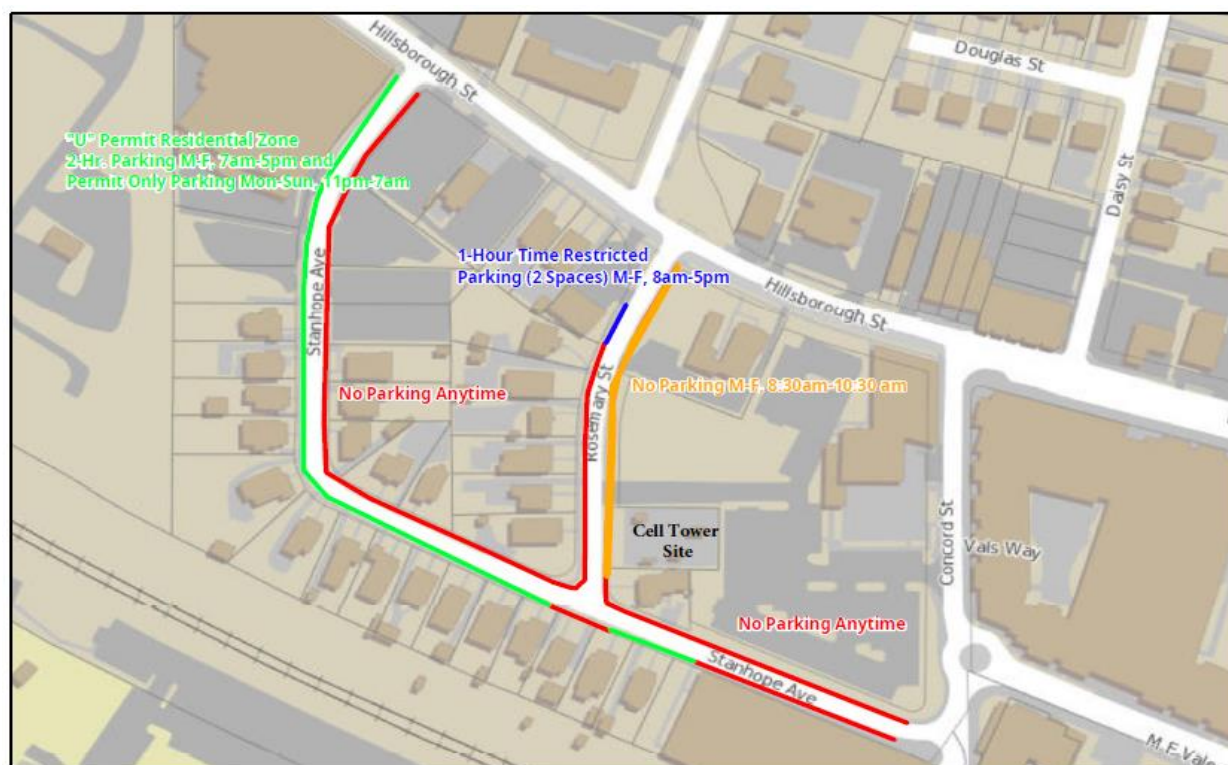 Hillsborough St
Douglas St
Daisy St
"U" Permit Residential Zone
2-Hr. Parking M-F, 7am-5pm and
Permit Only Parking Mon-Sun, 11pm-7am
1-Hour Time Restricted
Parking (2 Spaces) M-F, 8am-5pm
Hillsborough St
Stanhope Ave
No Parking Anytime
Rosemary St
No Parking M-F, 8:30am-10:30 am
Cell Tower
Site
Concord St
Vals Way
No Parking Anytime
Stanhope Ave
M.E Vals